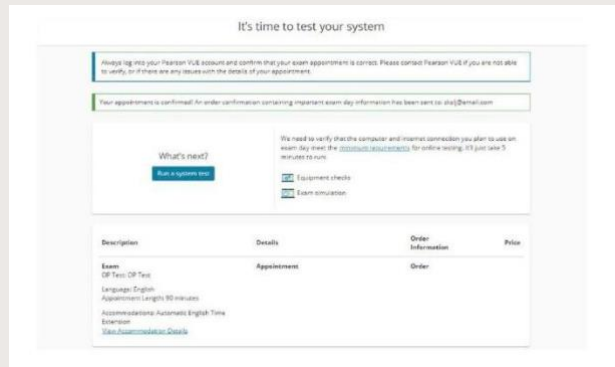 It's time to test your system
Always log into your Pearson VUE account and confirm that your exam appointment is correct. Please contact Pearson VUE if you are not able
to verify, or if there are any issues with the details of your appointment.
Your appointment is confirmed! An order confirmation containing important exam day information has been sent to:
We need to verify that the computer and internet connection you plan to use on
exam day meet the minimum requirements for online testing. It'll just take 5
minutes to run!
What's next?
Run a system test
Equipment checks
Exam simulation
Description Details Order Information Price
Exam Appointment Order
OP Test: OP Test
Language: English
Appointment Length: 90 minutes
Accommodations: Automatic English Time
Extension
View Accommodation Details